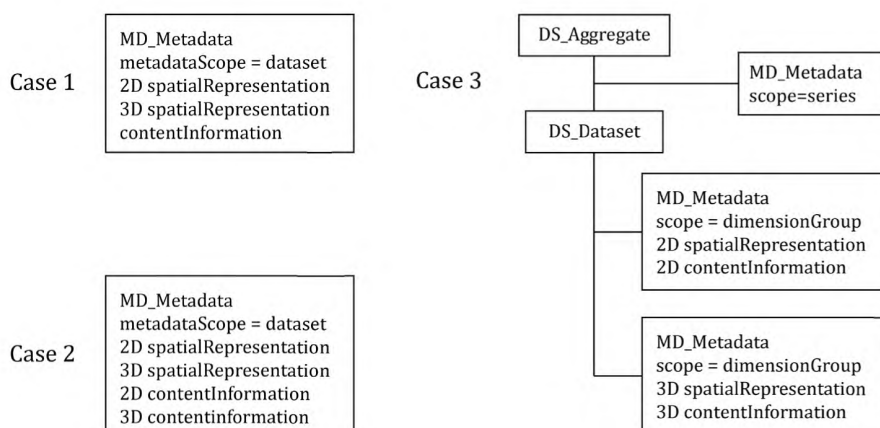 Case 1
MD_Metadata
metadataScope = dataset
2D spatialRepresentation
3D spatialRepresentation
contentInformation
Case 2
MD_Metadata
metadataScope = dataset
2D spatialRepresentation
3D spatialRepresentation
2D contentInformation
3D contentinformation
Case 3
DS_Aggregate
MD_Metadata
scope=series
DS_Dataset
MD_Metadata
scope = dimensionGroup
2D spatialRepresentation
2D contentInformation
MD_Metadata
scope = dimensionGroup
3D spatialRepresentation
3D contentInformation